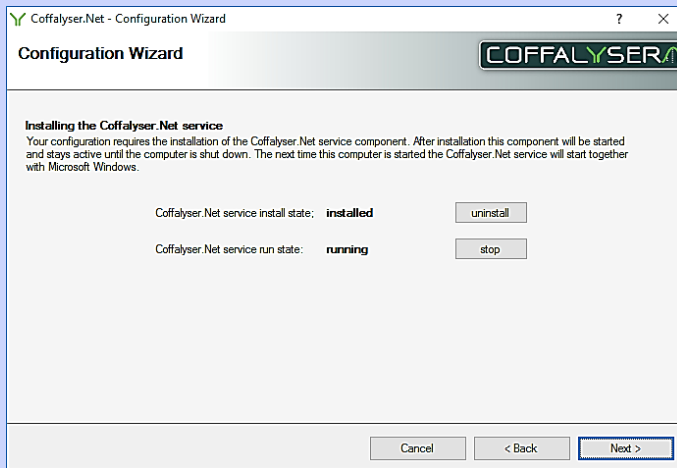 Coffalyser.Net - Configuration Wizard
? ×
Configuration Wizard
COFFALYSER
Installing the Coffalyser.Net service
Your configuration requires the installation of the Coffalyser.Net service component. After installation this component will be started
and stays active until the computer is shut down. The next time this computer is started the Coffalyser.Net service will start together
with Microsoft Windows.
Coffalyser.Net service install state; installed uninstall
Coffalyser.Net service run state: running stop
Cancel < Back Next >